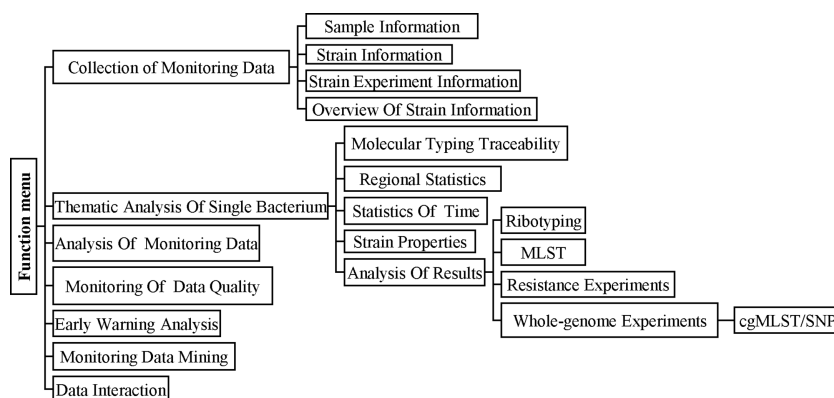 Function menu
Collection of Monitoring Data
Sample Information
Strain Information
Strain Experiment Information
Overview Of Strain Information
Thematic Analysis Of Single Bacterium
Molecular Typing Traceability
Regional Statistics
Statistics Of Time
Strain Properties
Analysis Of Results
Ribotyping
MLST
Resistance Experiments
Whole-genome Experiments
cgMLST/SNP
Analysis Of Monitoring Data
Monitoring Of Data Quality
Early Warning Analysis
Monitoring Data Mining
Data Interaction